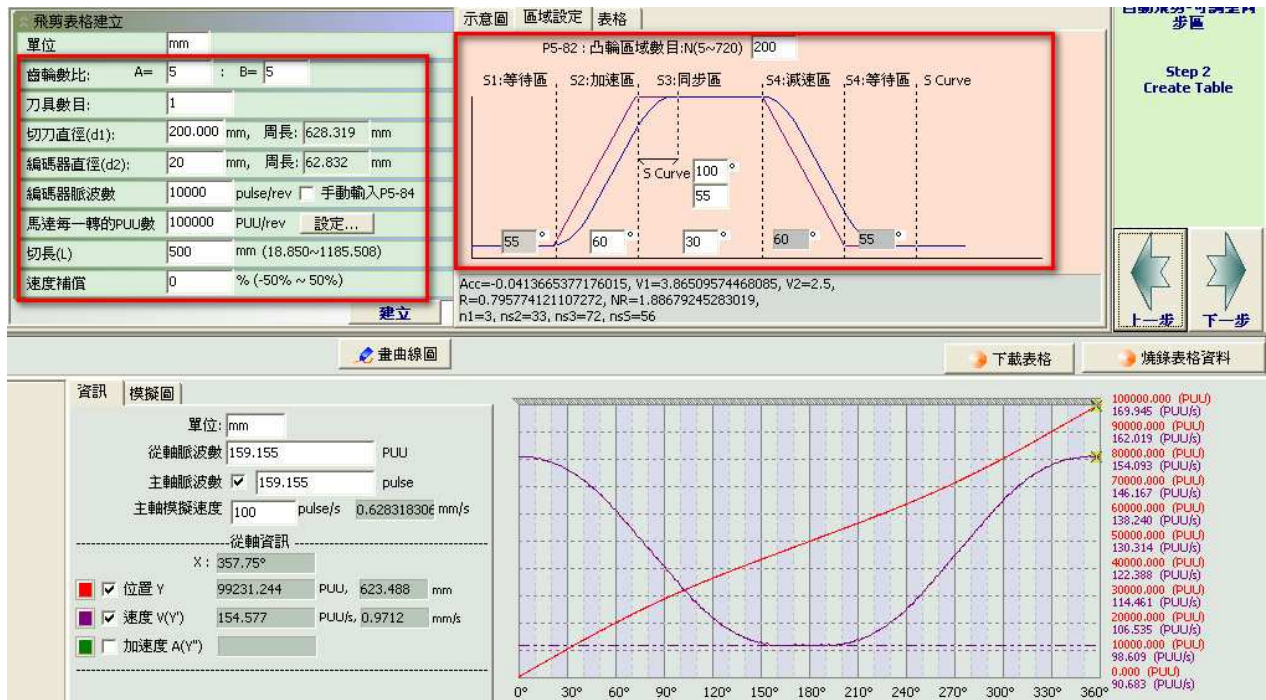 飛剪表格建立
單位 mm
齒輪數比: A= 5 : B= 5
刀具數目: 1
切刀直徑(d1): 200.000 mm, 周長: 628.319 mm
編碼器直徑(d2): 20 mm, 周長: 62.832 mm
編碼器脈波數 10000 pulse/rev 手動輸入P5-84
馬達每一轉的PUU數 100000 PUU/rev 設定...
切長(L) 500 mm (18.850~1185.508)
速度補償 0 % (-50% ~ 50%)
建立
示意圖 區域設定 表格
P5-82 : 凸輪區域數目:N(5~720) 200
S1:等待區 S2:加速區 S3:同步區 S4:減速區 S4:等待區 S Curve
S Curve 100 °
55
55 ° 60 ° 30 ° 60 ° 55 °
Acc=-0.0413665377176015, V1=3.86509574468085, V2=2.5,
R=0.795774121107272, NR=1.88679245283019,
n1=3, ns2=33, ns3=72, ns5=56
步區
Step 2
Create Table
上一步 下一步
畫曲線圖
下載表格
燒錄表格資料
資訊 模擬圖
單位: mm
從軸脈波數 159.155 PUU
主軸脈波數 159.155 pulse
主軸模擬速度 100 pulse/s 0.628318306 mm/s
從軸資訊
X : 357.75°
位置 Y 99231.244 PUU, 623.488 mm
速度 V(Y') 154.577 PUU/s, 0.9712 mm/s
加速度 A(Y")
100000.000 (PUU)
169.945 (PUU/s)
90000.000 (PUU)
162.019 (PUU/s)
80000.000 (PUU)
154.093 (PUU/s)
70000.000 (PUU)
146.167 (PUU/s)
60000.000 (PUU)
138.240 (PUU/s)
50000.000 (PUU)
130.314 (PUU/s)
40000.000 (PUU)
122.388 (PUU/s)
30000.000 (PUU)
114.461 (PUU/s)
20000.000 (PUU)
106.535 (PUU/s)
10000.000 (PUU)
98.609 (PUU/s)
0.000 (PUU)
90.683 (PUU/s)
0° 30° 60° 90° 120° 150° 180° 210° 240° 270° 300° 330° 360°